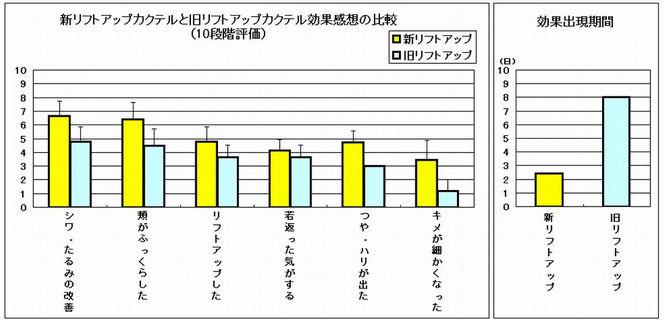 新リフトアップカクテルと旧リフトアップカクテル効果感想の比較
（10段階評価）
新リフトアップ
旧リフトアップ
10
9
8
7
6
5
4
3
2
1
0
シワ・たるみの改善
頬がふっくらした
リフトアップした
若返った気がする
つや・ハリが出た
キメが細かくなった
効果出現期間
（日）
10
9
8
7
6
5
4
3
2
1
0
新リフトアップ
旧リフトアップ